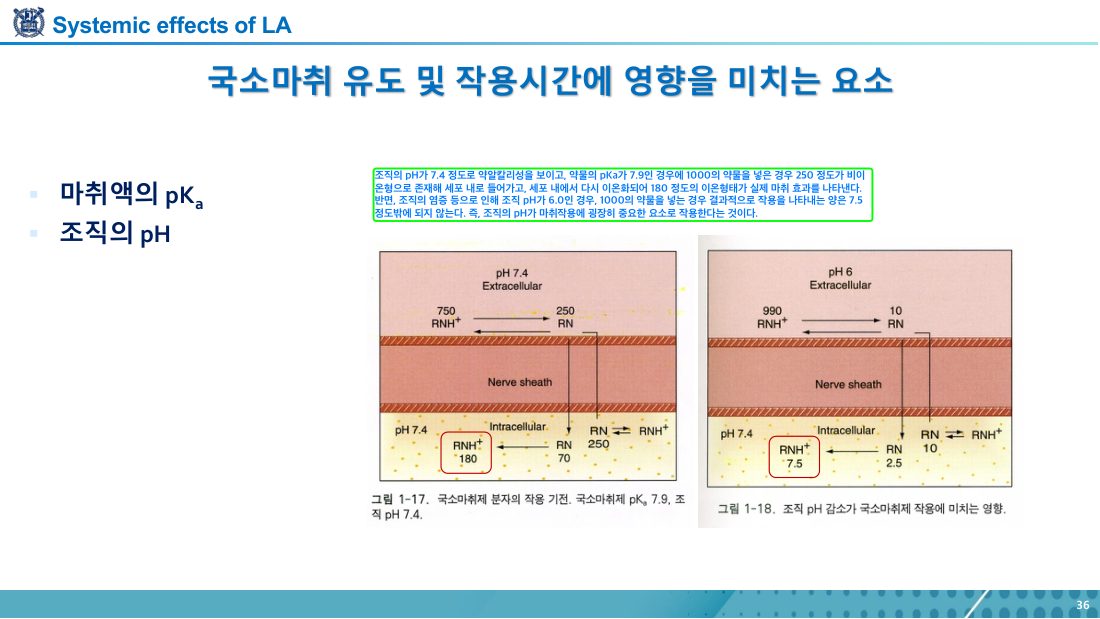 Systemic effects of LA
국소마취 유도 및 작용시간에 영향을 미치는 요소
마취액의 pKa
조직의 pH
조직의 pH가 7.4 정도로 약알칼리성을 보이고, 약물의 pKa가 7.9인 경우에 1000의 약물을 넣은 경우 250 정도가 비이
온형으로 존재해 세포 내로 들어가고, 세포 내에서 다시 이온화되어 180 정도의 이온형태가 실제 마취 효과를 나타낸다.
반면, 조직의 염증 등으로 인해 조직 pH가 6.0인 경우, 1000의 약물을 넣는 경우 결과적으로 작용을 나타내는 양은 7.5
정도밖에 되지 않는다. 즉, 조직의 pH가 마취작용에 굉장히 중요한 요소로 작용한다는 것이다.
pH 7.4
Extracellular
750
RNH+
250
RN
Nerve sheath
pH 7.4
Intracellular
RNH+
180
RN
70
RN
250
RNH+
그림 1-17. 국소마취제 분자의 작용 기전. 국소마취제 pKa 7.9, 조
직 pH 7.4.
pH 6
Extracellular
990
RNH+
10
RN
Nerve sheath
pH 7.4
Intracellular
RNH+
7.5
RN
2.5
RN
10
RNH+
그림 1-18. 조직 pH 감소가 국소마취제 작용에 미치는 영향.
36